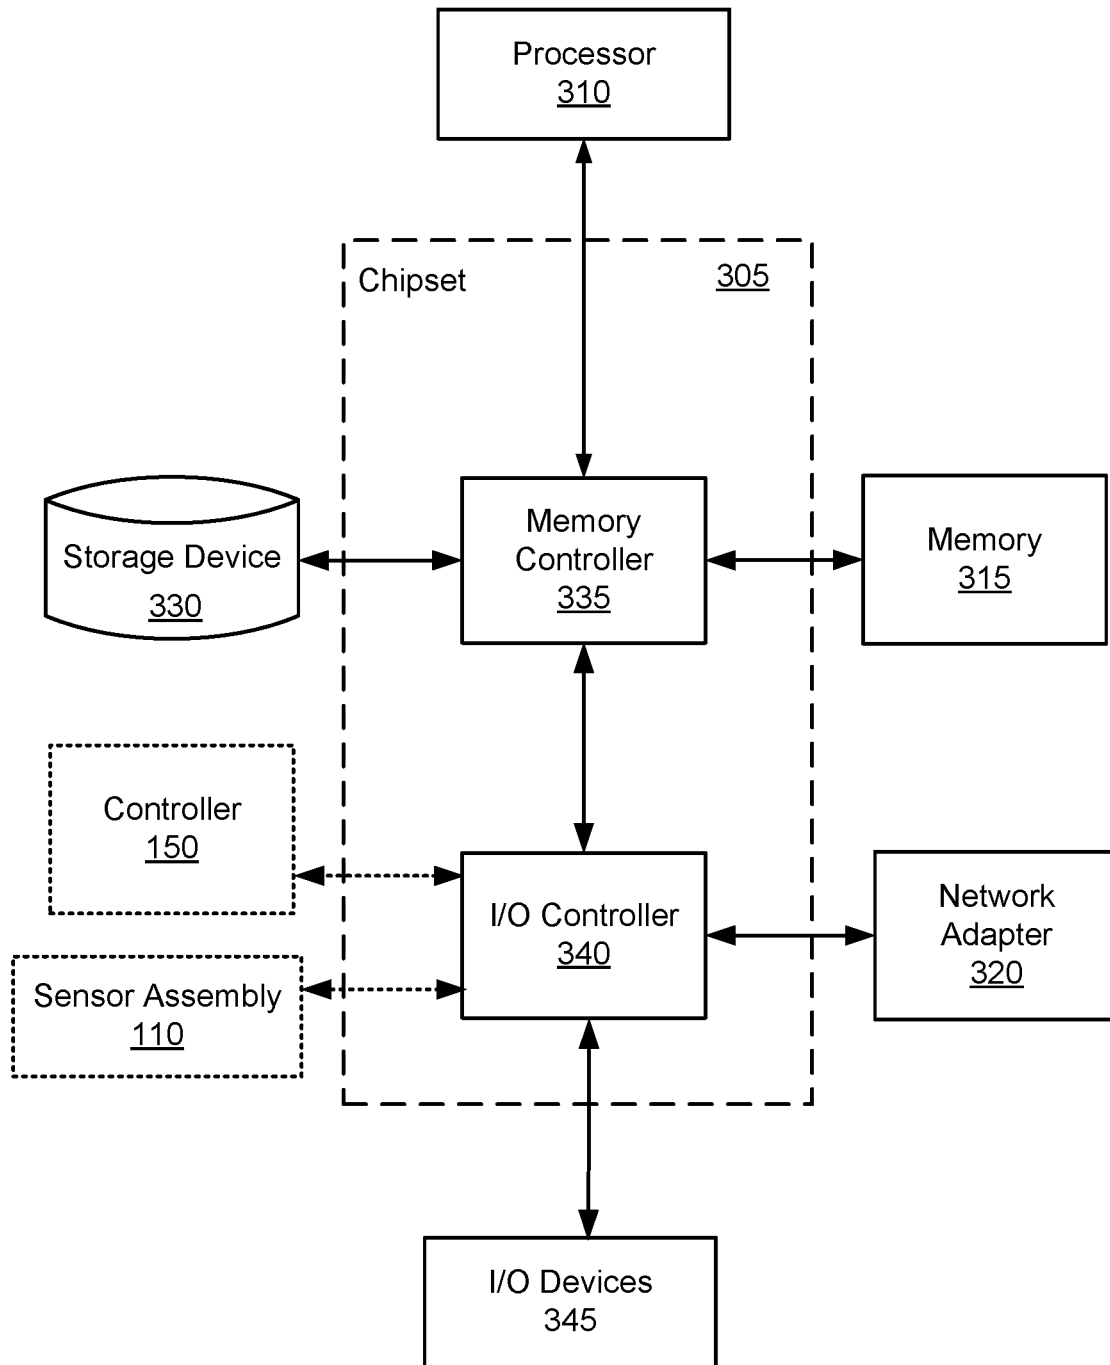 Processor
310
Chipset
305
Storage Device
330
Memory
Controller
335
Memory
315
Controller
150
I/O Controller
340
Network
Adapter
320
Sensor Assembly
110
I/O Devices
345